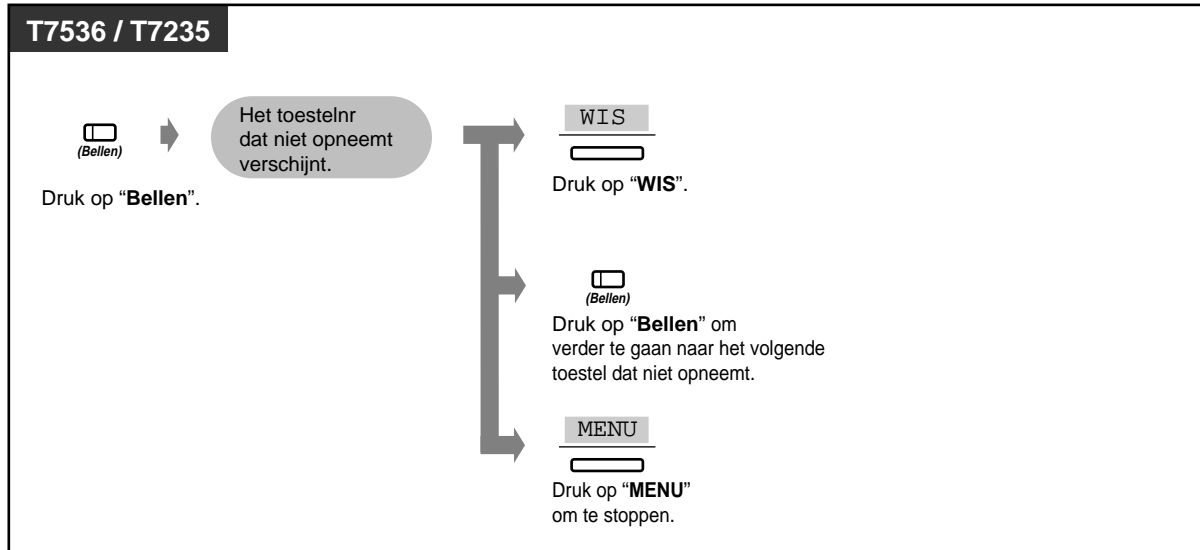 T7536 / T7235
(Bellen)
Druk op “Bellen”.
Het toestelnr
dat niet opneemt
verschijnt.
WIS
Druk op “WIS”.
(Bellen)
Druk op “Bellen” om
verder te gaan naar het volgende
toestel dat niet opneemt.
MENU
Druk op “MENU”
om te stoppen.